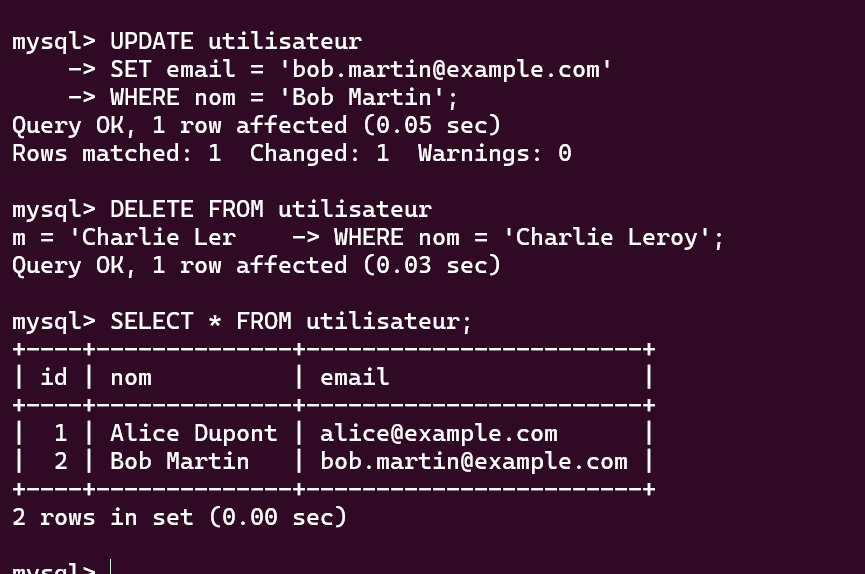 mysql> UPDATE utilisateur
    -> SET email = 'bob.martin@example.com'
    -> WHERE nom = 'Bob Martin';
Query OK, 1 row affected (0.05 sec)
Rows matched: 1  Changed: 1  Warnings: 0
mysql> DELETE FROM utilisateur
m = 'Charlie Ler    -> WHERE nom = 'Charlie Leroy';
Query OK, 1 row affected (0.03 sec)
mysql> SELECT * FROM utilisateur;
+----+--------------+------------------------+
| id | nom          | email                  |
+----+--------------+------------------------+
|  1 | Alice Dupont | alice@example.com      |
|  2 | Bob Martin   | bob.martin@example.com |
+----+--------------+------------------------+
2 rows in set (0.00 sec)
mysql>